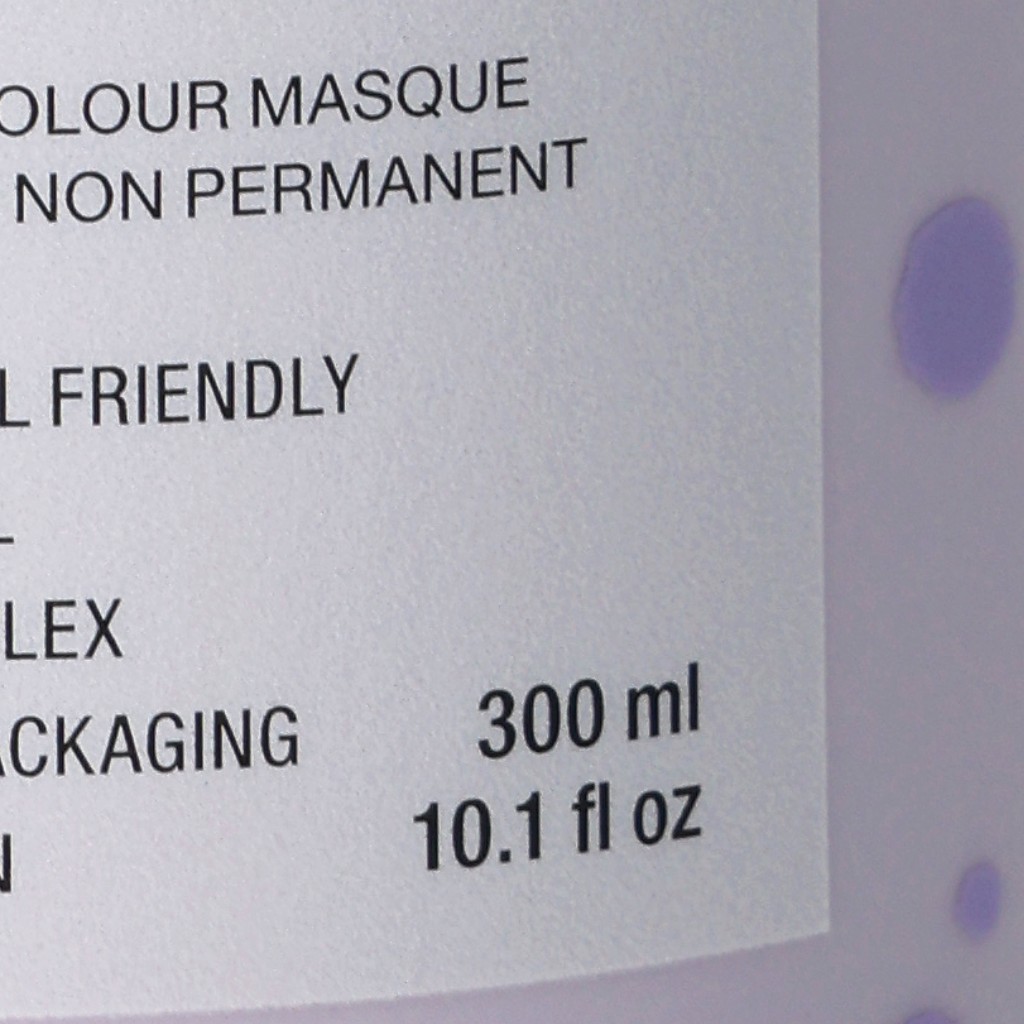 OLOUR MASQUE
NON PERMANENT
L FRIENDLY
LEX
ACKAGING
300 ml
N
10.1 fl oz